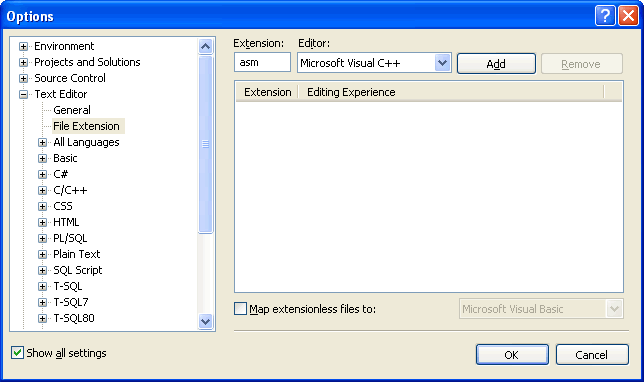 Options
Environment
Projects and Solutions
Source Control
Text Editor
General
File Extension
All Languages
Basic
C#
C/C++
CSS
HTML
PL/SQL
Plain Text
SQL Script
T-SQL
T-SQL7
T-SQL80
Show all settings
Extension: Editor:
asm Microsoft Visual C++ Add Remove
Extension Editing Experience
Map extensionless files to: Microsoft Visual Basic
OK Cancel